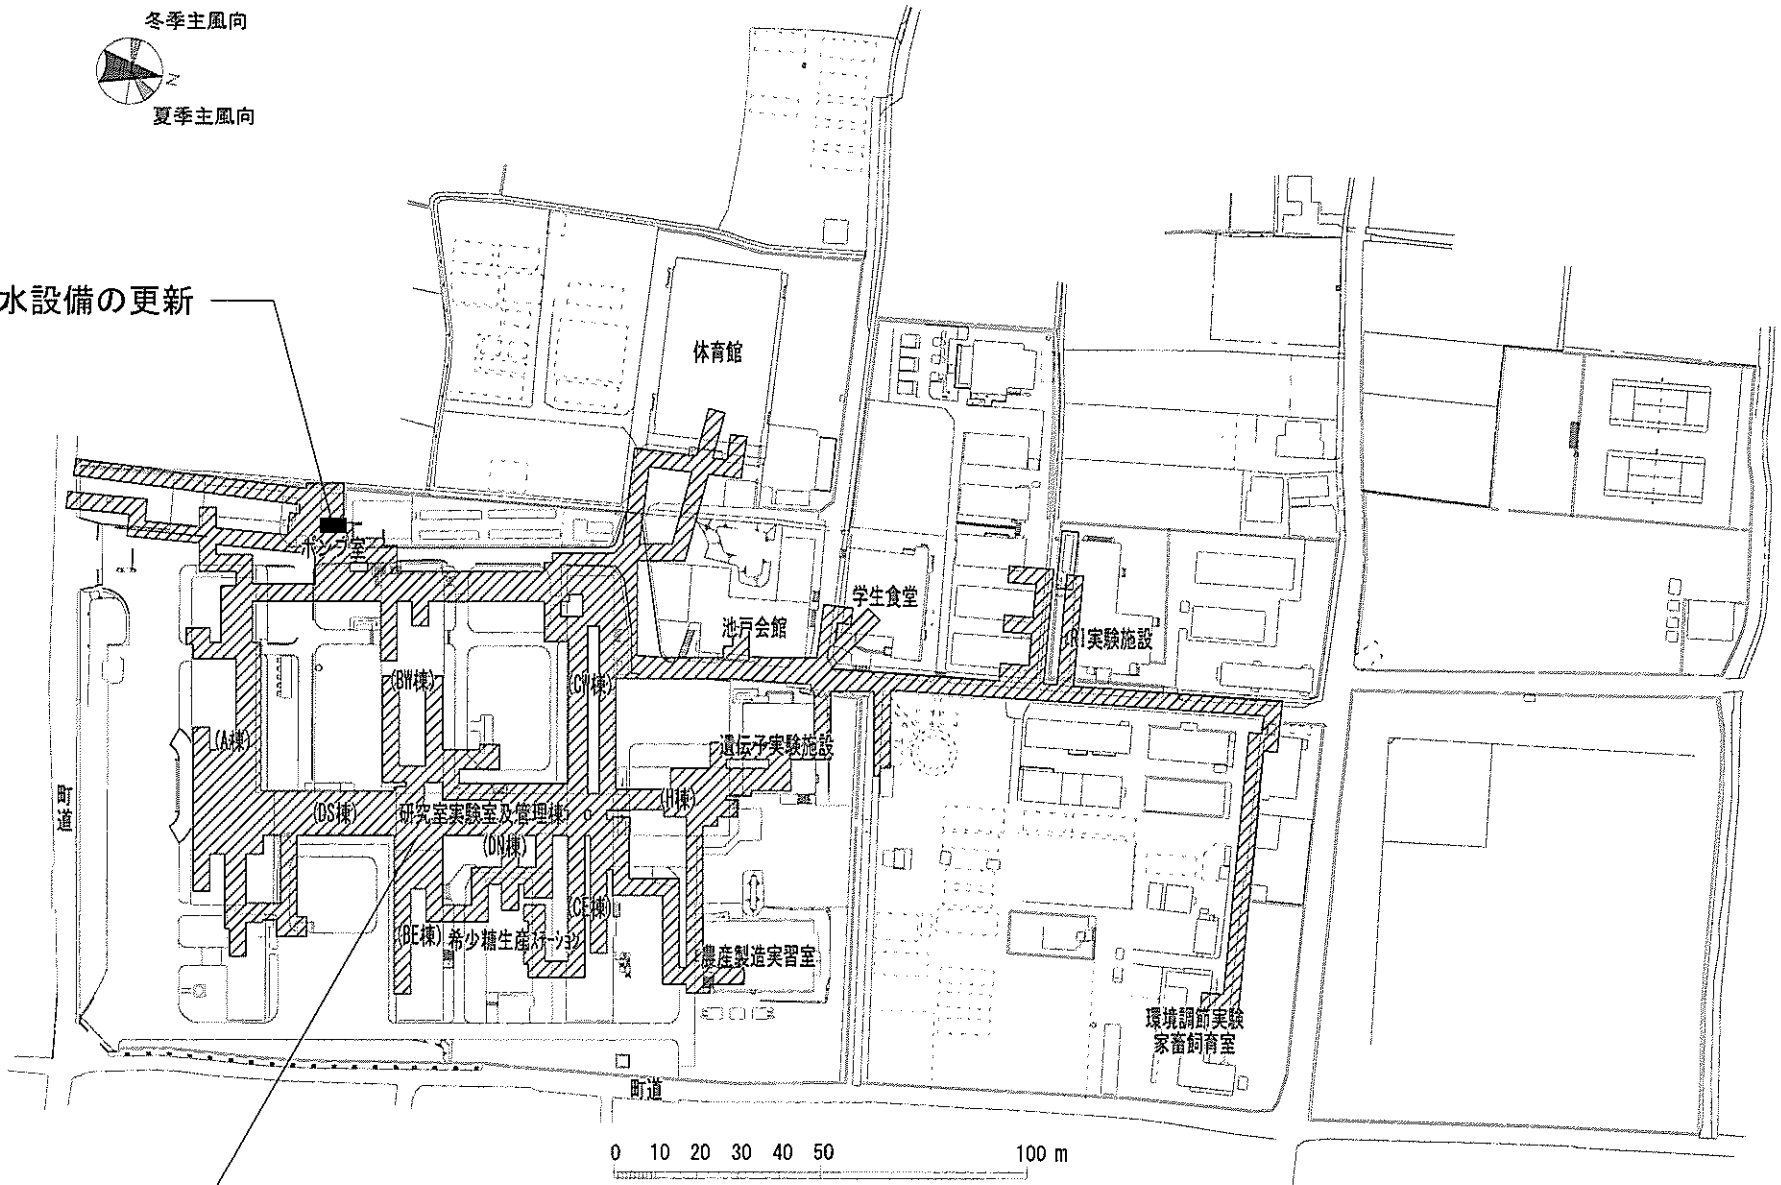 冬季主風向
N
夏季主風向
水設備の更新
体育館
ポンプ室
学生食堂
池戸会館
RI実験施設
(BW棟)
(CW棟)
(A棟)
遺伝子実験施設
町道
(DS棟)
研究室実験室及管理棟
(H棟)
(DN棟)
(CE棟)
(BE棟)
希少糖生産ステーション
農産製造実習室
環境調節実験
家畜飼育室
町道
0 10 20 30 40 50 100 m